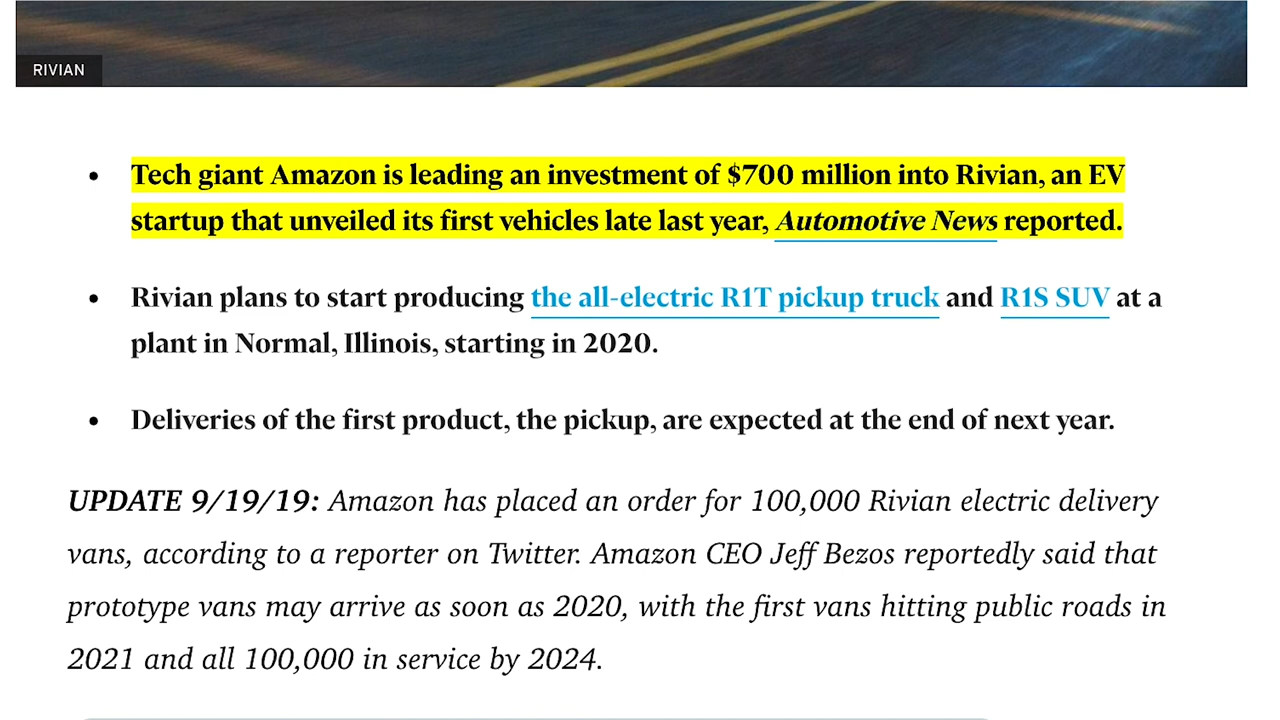 RIVIAN
Tech giant Amazon is leading an investment of $700 million into Rivian, an EV
startup that unveiled its first vehicles late last year, Automotive News reported.
Rivian plans to start producing the all-electric R1T pickup truck and R1S SUV at a
plant in Normal, Illinois, starting in 2020.
Deliveries of the first product, the pickup, are expected at the end of next year.
UPDATE 9/19/19: Amazon has placed an order for 100,000 Rivian electric delivery
vans, according to a reporter on Twitter. Amazon CEO Jeff Bezos reportedly said that
prototype vans may arrive as soon as 2020, with the first vans hitting public roads in
2021 and all 100,000 in service by 2024.